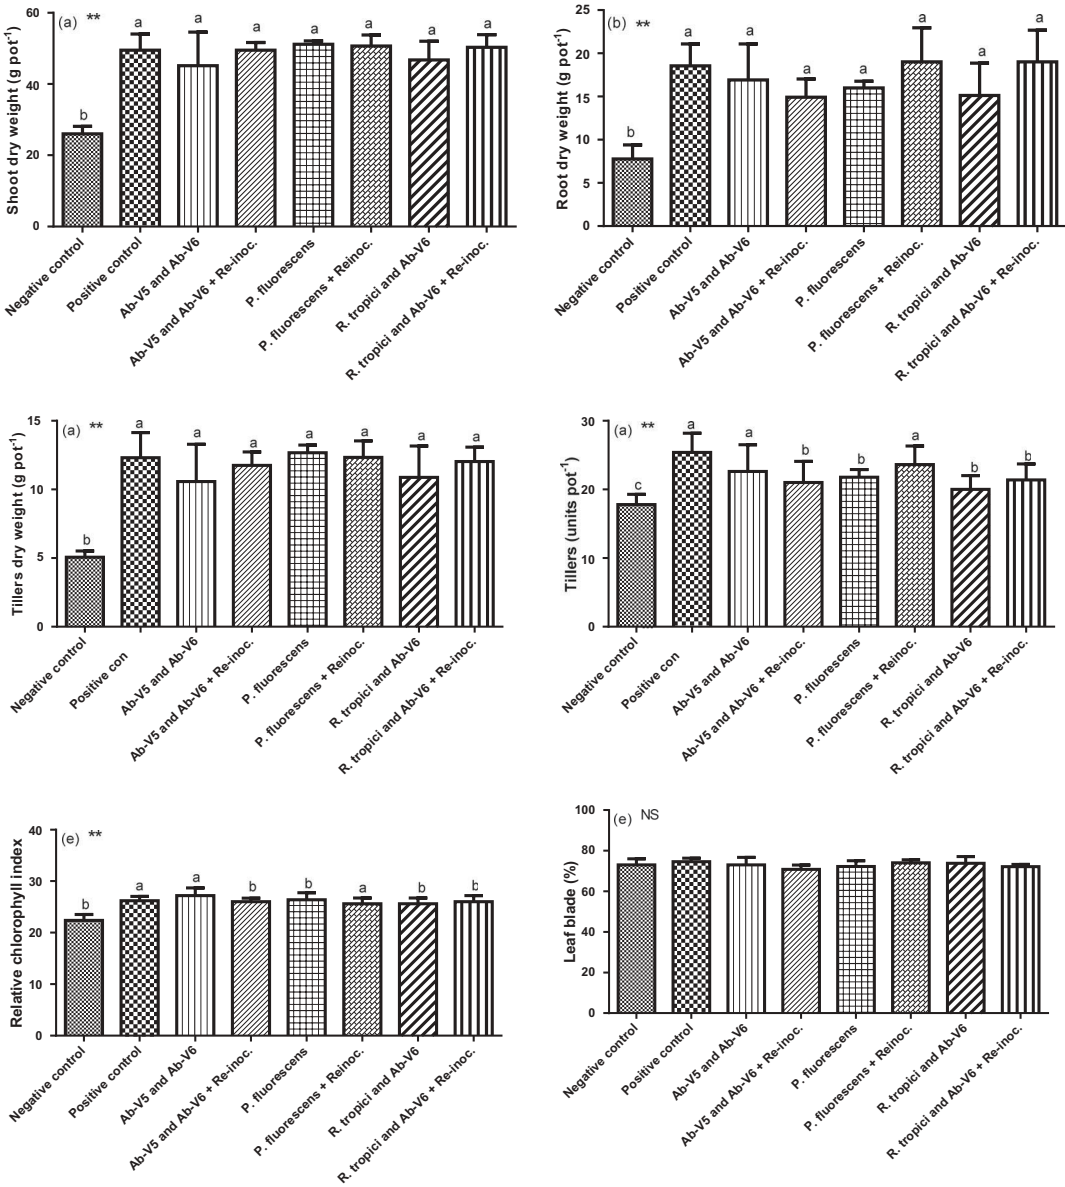 (a) **
Shoot dry weight (g pot-1)
60
40
20
0
b
a
a
a
a
a
a
a
Negative control
Positive control
Ab-V5 and Ab-V6
Ab-V5 and Ab-V6 + Re-inoc.
P. fluorescens
P. fluorescens + Reinoc.
R. tropici and Ab-V6
R. tropici and Ab-V6 + Re-inoc.
(b) **
Root dry weight (g pot-1)
25
20
15
10
5
0
b
a
a
a
a
a
a
a
Negative control
Positive control
Ab-V5 and Ab-V6
Ab-V5 and Ab-V6 + Re-inoc.
P. fluorescens
P. fluorescens + Reinoc.
R. tropici and Ab-V6
R. tropici and Ab-V6 + Re-inoc.
(a) **
Tillers dry weight (g pot-1)
15
10
5
0
b
a
a
a
a
a
a
a
Negative control
Positive con
Ab-V5 and Ab-V6
Ab-V5 and Ab-V6 + Re-inoc.
P. fluorescens
P. fluorescens + Reinoc.
R. tropici and Ab-V6
R. tropici and Ab-V6 + Re-inoc.
(a) **
Tillers (units pot-1)
30
20
10
0
c
a
a
b
b
a
b
b
Negative control
Positive con
Ab-V5 and Ab-V6
Ab-V5 and Ab-V6 + Re-inoc.
P. fluorescens
P. fluorescens + Reinoc.
R. tropici and Ab-V6
R. tropici and Ab-V6 + Re-inoc.
(e) **
Relative chlorophyll index
40
30
20
10
0
b
a
a
b
b
a
b
b
Negative control
Positive control
Ab-V5 and Ab-V6
Ab-V5 and Ab-V6 + Re-inoc.
P. fluorescens
P. fluorescens + Reinoc.
R. tropici and Ab-V6
R. tropici and Ab-V6 + Re-inoc.
(e) NS
Leaf blade (%)
100
80
60
40
20
0
Negative control
Positive control
Ab-V5 and Ab-V6
Ab-V5 and Ab-V6 + Re-inoc.
P. fluorescens
P. fluorescens + Reinoc.
R. tropici and Ab-V6
R. tropici and Ab-V6 + Re-inoc.